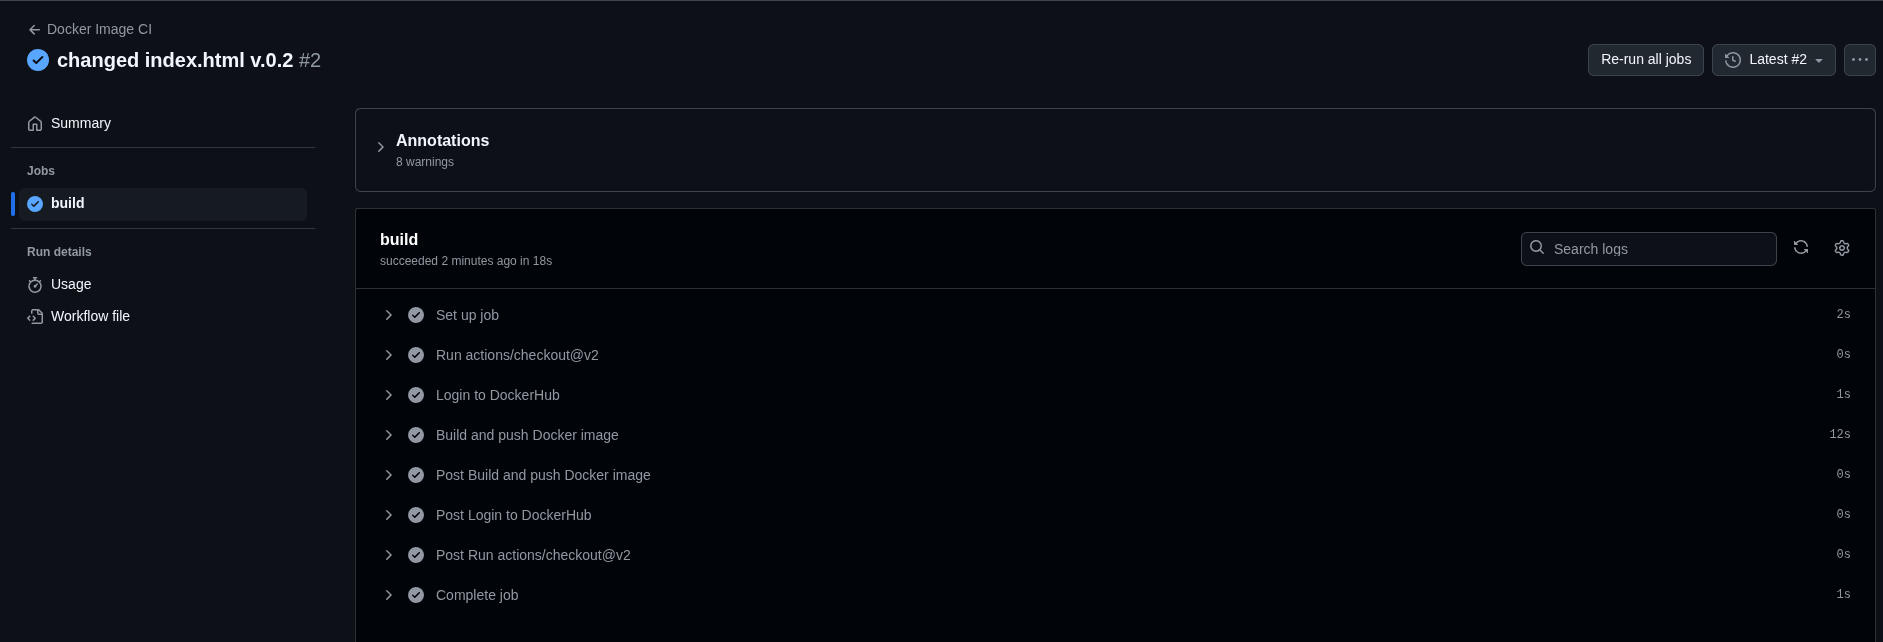 Docker Image CI
changed index.html v.0.2 #2
Re-run all jobs
Latest #2
Summary
Jobs
build
Run details
Usage
Workflow file
Annotations
8 warnings
build
succeeded 2 minutes ago in 18s
Search logs
Set up job 2s
Run actions/checkout@v2 0s
Login to DockerHub 1s
Build and push Docker image 12s
Post Build and push Docker image 0s
Post Login to DockerHub 0s
Post Run actions/checkout@v2 0s
Complete job 1s